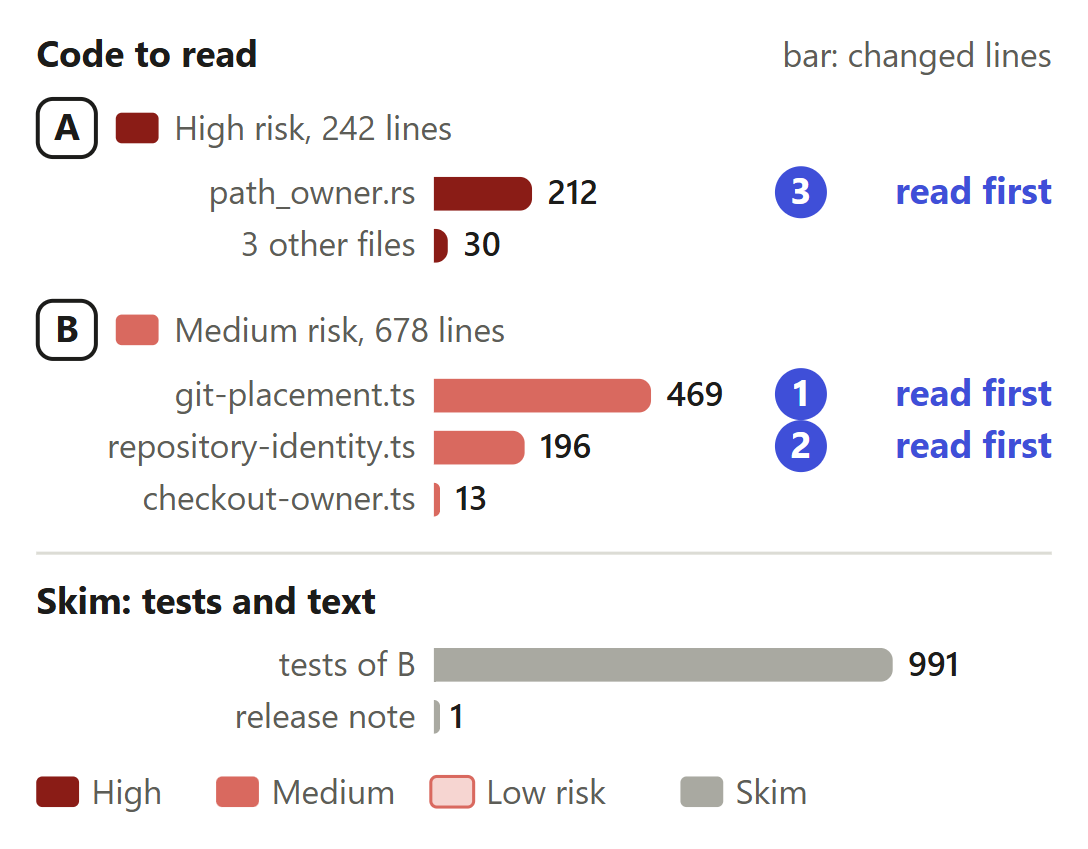 Code to read bar: changed lines
A High risk, 242 lines
path_owner.rs 212 3 read first
3 other files 30
B Medium risk, 678 lines
git-placement.ts 469 1 read first
repository-identity.ts 196 2 read first
checkout-owner.ts 13
Skim: tests and text
tests of B 991
release note 1
High Medium Low risk Skim